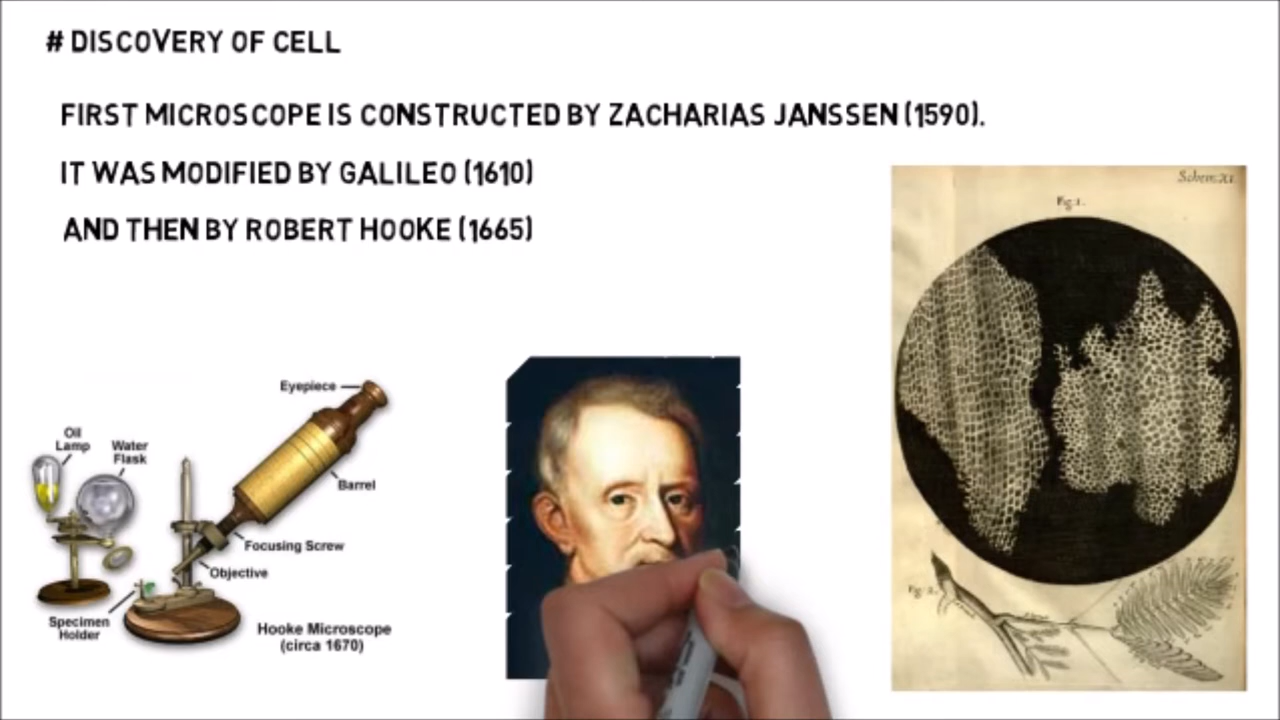 # DISCOVERY OF CELL
FIRST MICROSCOPE IS CONSTRUCTED BY ZACHARIAS JANSSEN (1590).
IT WAS MODIFIED BY GALILEO (1610)
AND THEN BY ROBERT HOOKE (1665)
Schem: XI.
Fig: 1.
Eyepiece
Oil
Lamp
Water
Flask
Barrel
Focusing Screw
Objective
Specimen
Holder
Hooke Microscope
(circa 1670)
Fig: 2.